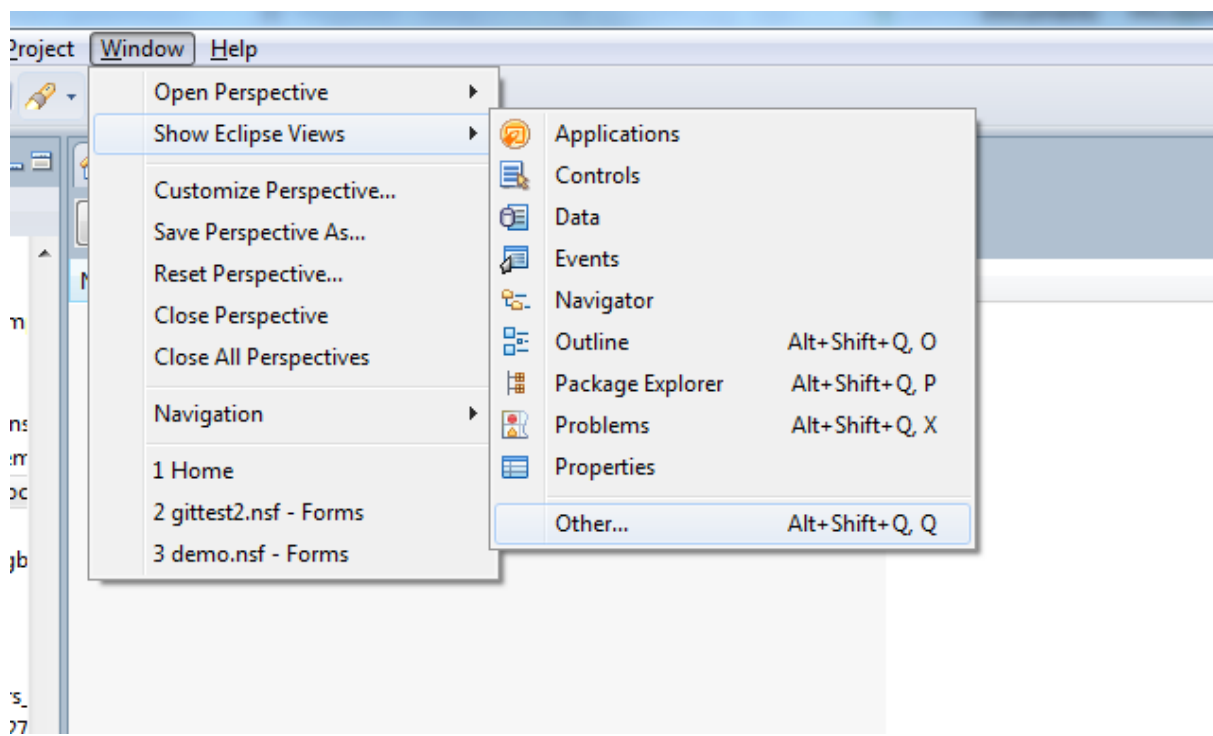 Project Window Help
Open Perspective
Show Eclipse Views
Customize Perspective...
Save Perspective As...
Reset Perspective...
Close Perspective
Close All Perspectives
Navigation
1 Home
2 gittest2.nsf - Forms
3 demo.nsf - Forms
Applications
Controls
Data
Events
Navigator
Outline Alt+Shift+Q, O
Package Explorer Alt+Shift+Q, P
Problems Alt+Shift+Q, X
Properties
Other... Alt+Shift+Q, Q